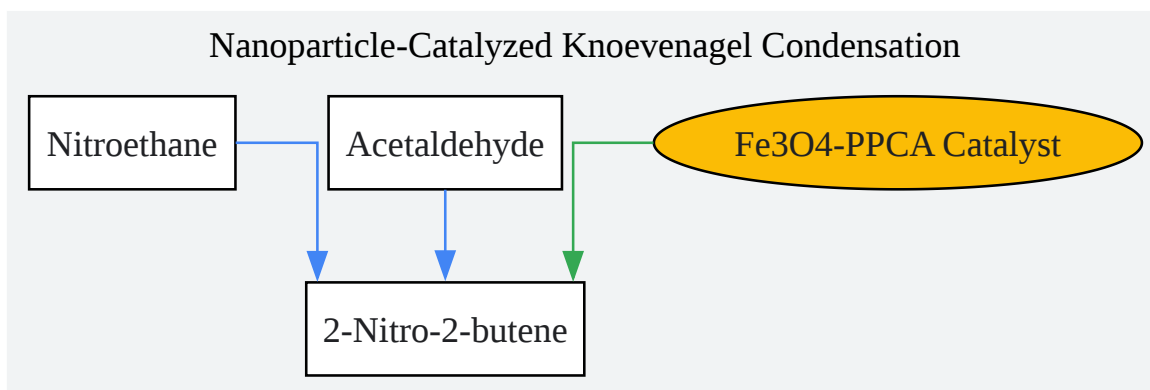 Nanoparticle-Catalyzed Knoevenagel Condensation
Nitroethane
Acetaldehyde
Fe3O4-PPCA Catalyst
2-Nitro-2-butene